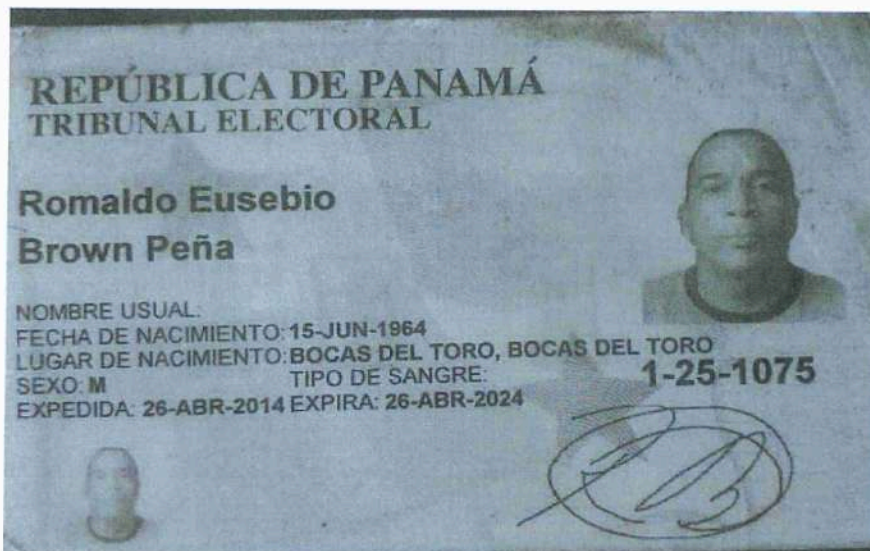 REPÚBLICA DE PANAMÁ
TRIBUNAL ELECTORAL
Romaldo Eusebio
Brown Peña
NOMBRE USUAL:
FECHA DE NACIMIENTO: 15-JUN-1964
LUGAR DE NACIMIENTO: BOCAS DEL TORO, BOCAS DEL TORO
SEXO: M TIPO DE SANGRE:
1-25-1075
EXPEDIDA: 26-ABR-2014 EXPIRA: 26-ABR-2024